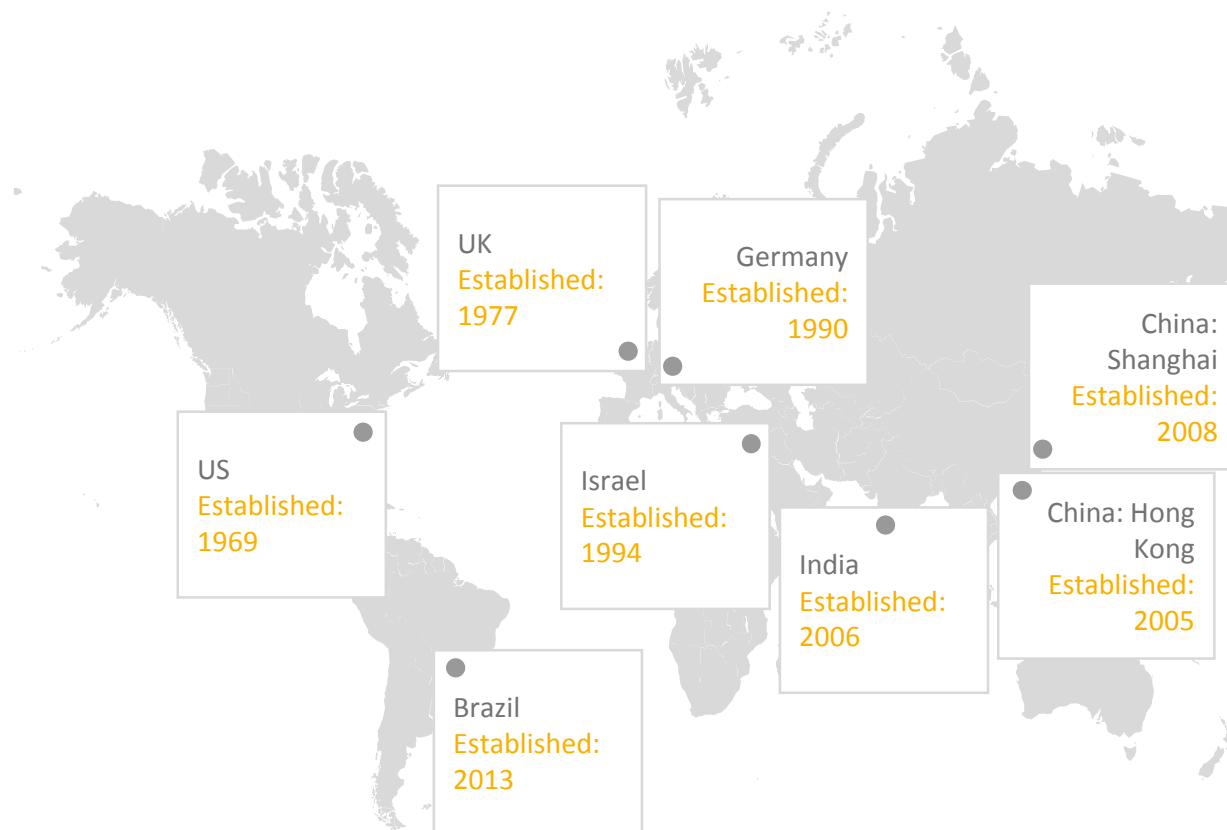 UK
Established:
1977
Germany
Established:
1990
China:
Shanghai
Established:
2008
US
Established:
1969
Israel
Established:
1994
India
Established:
2006
China: Hong
Kong
Established:
2005
Brazil
Established:
2013